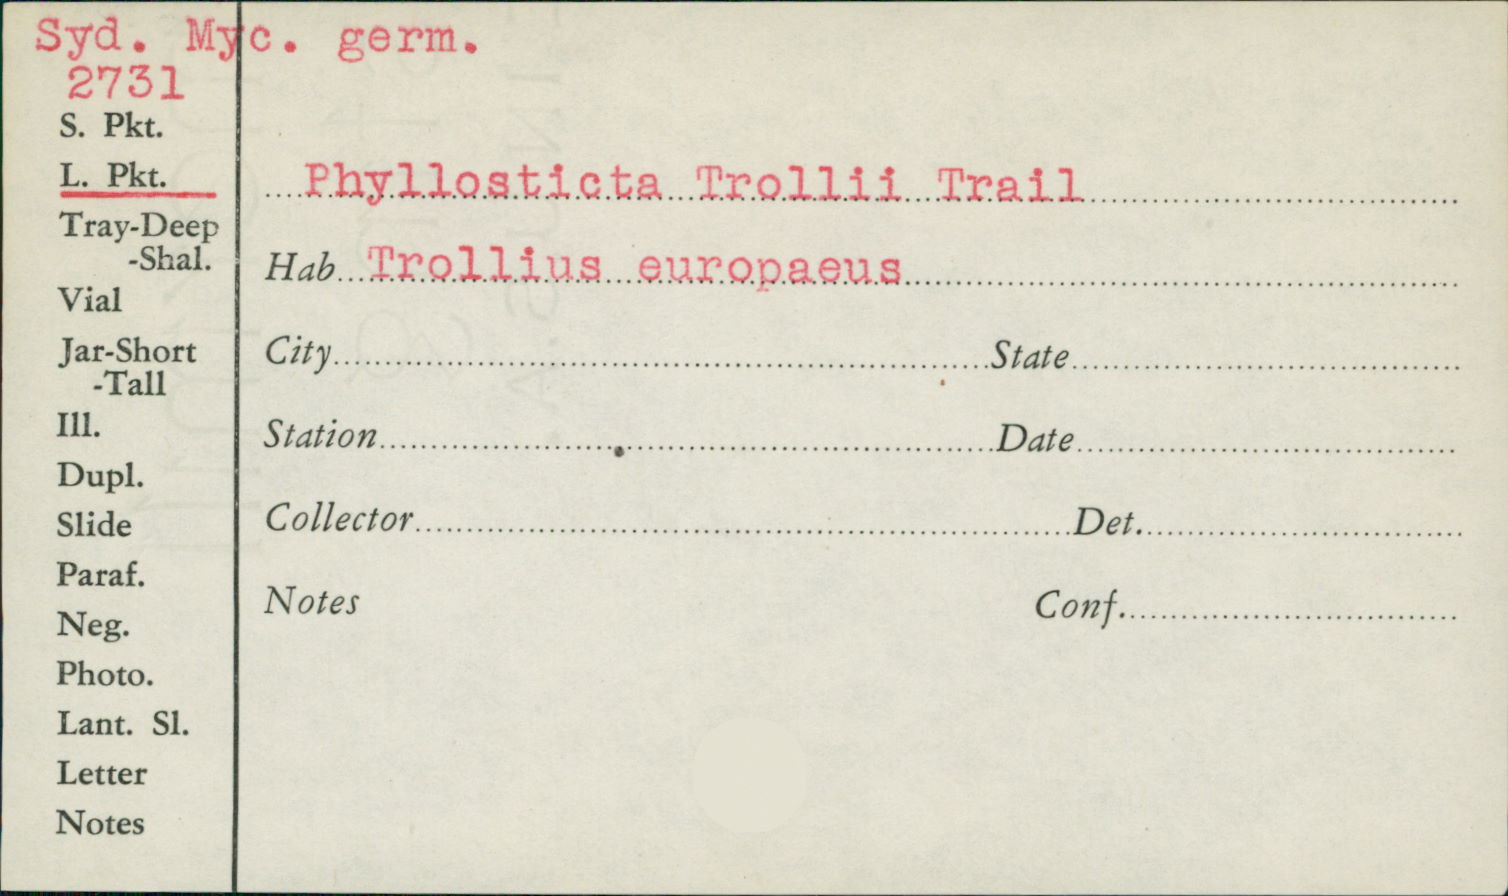 Syd. Myc. germ.
2731
S. Pkt.
L. Pkt.
Tray-Deep
-Shal.
Vial
Jar-Short
-Tall
Ill.
Dupl.
Slide
Paraf.
Neg.
Photo.
Lant. Sl.
Letter
Notes
Phyllosticta Trollii Trail
Hab. Trollius europaeus
City State
Station Date
Collector Det.
Notes Conf.